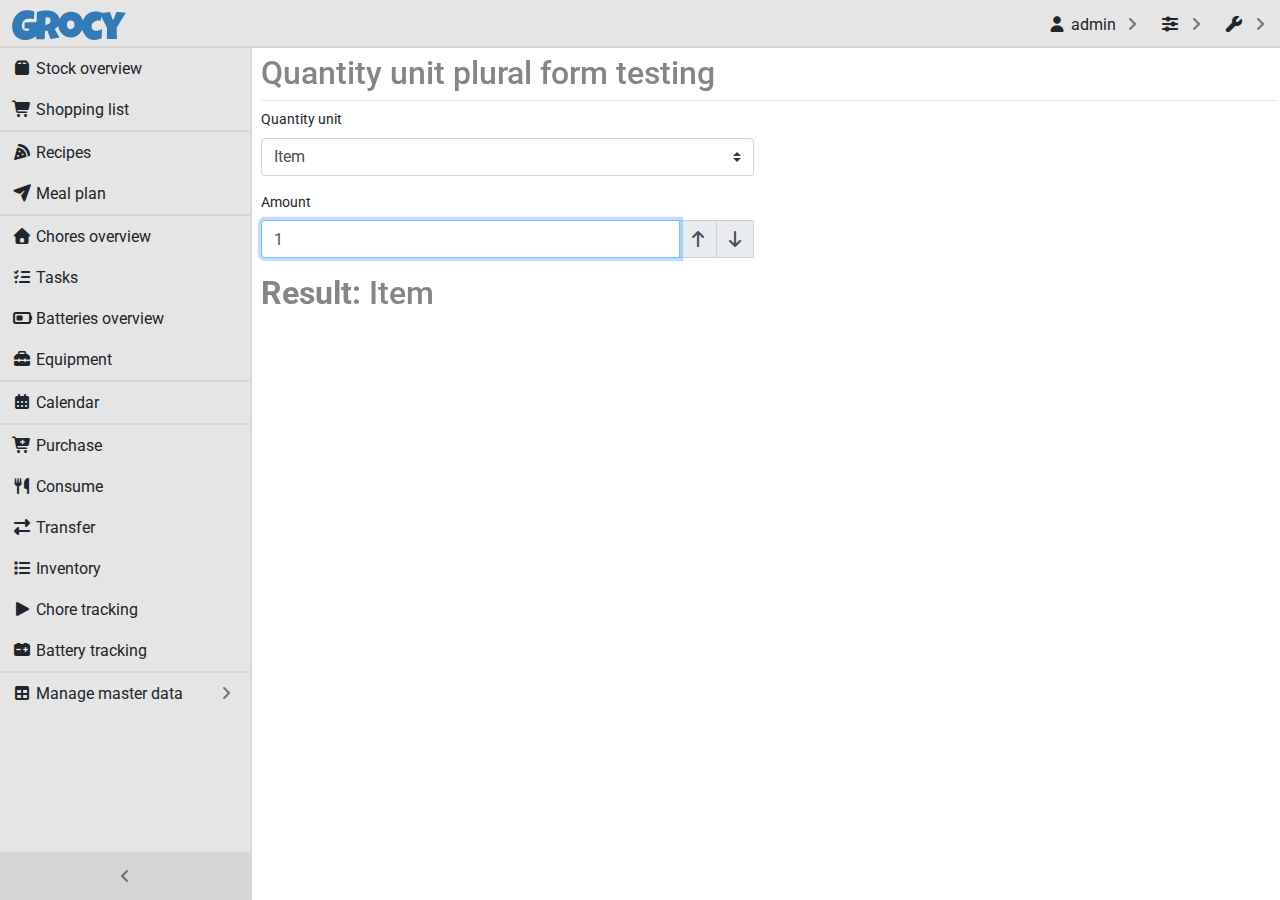 GROCY
admin
Stock overview
Shopping list
Recipes
Meal plan
Chores overview
Tasks
Batteries overview
Equipment
Calendar
Purchase
Consume
Transfer
Inventory
Chore tracking
Battery tracking
Manage master data
Quantity unit plural form testing
Quantity unit
Item
Amount
1
Result: Item